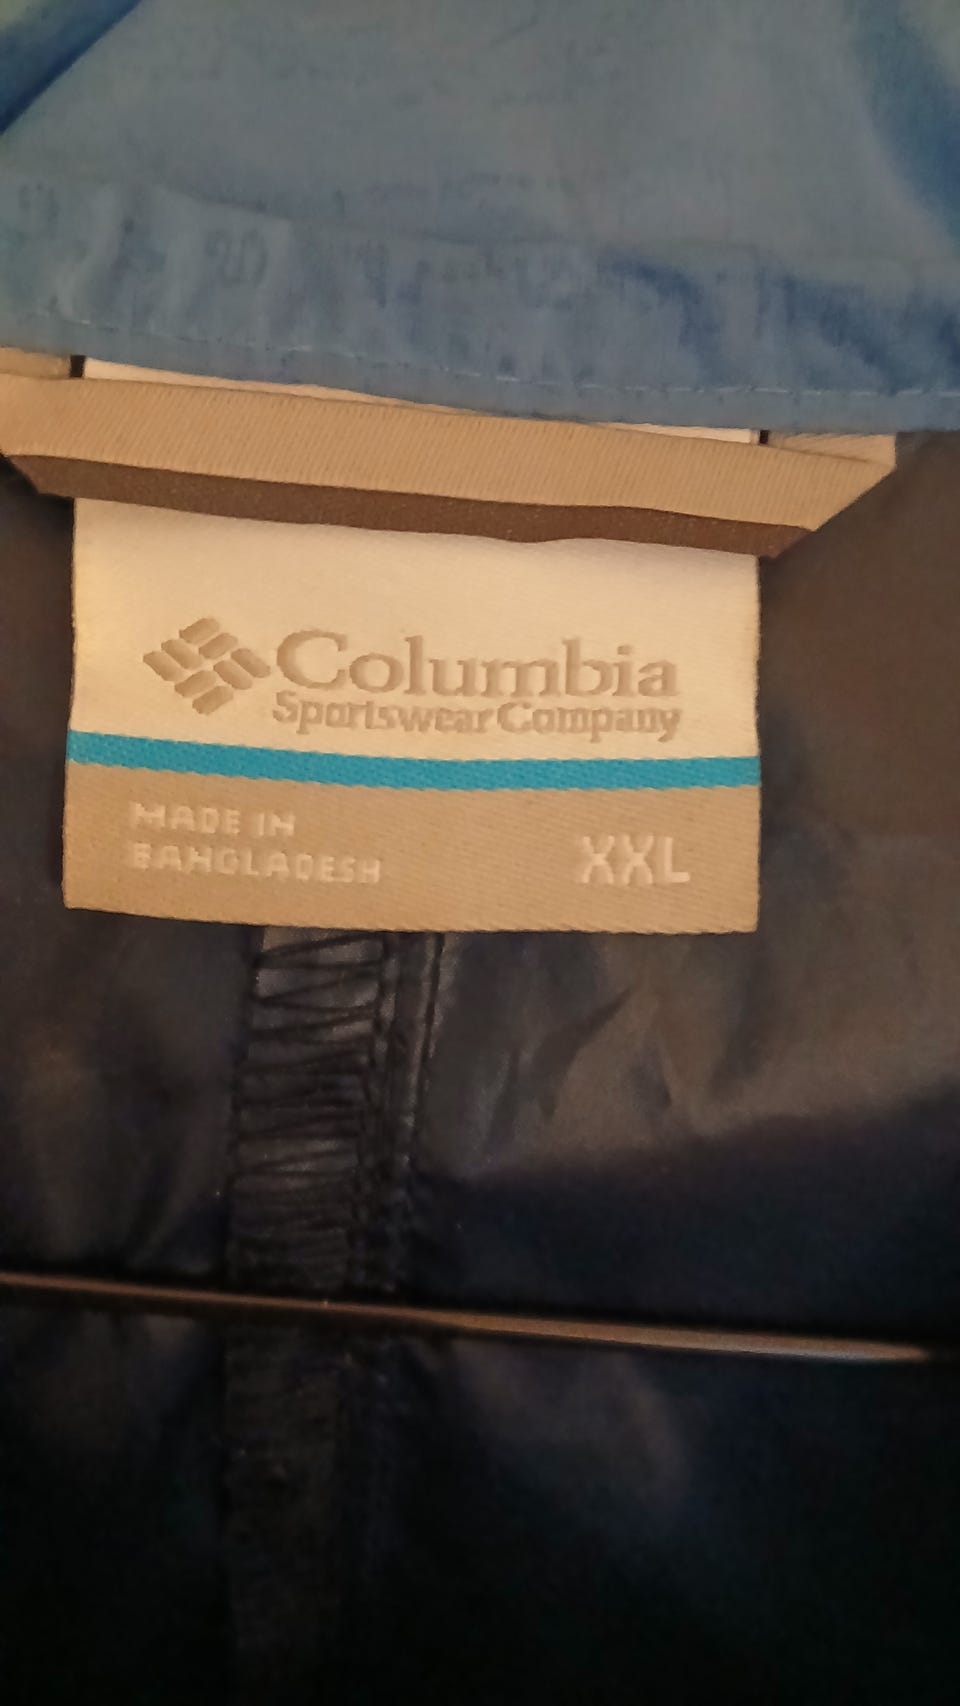 Columbia
Sportswear Company
MADE IN
BANGLADESH
XXL